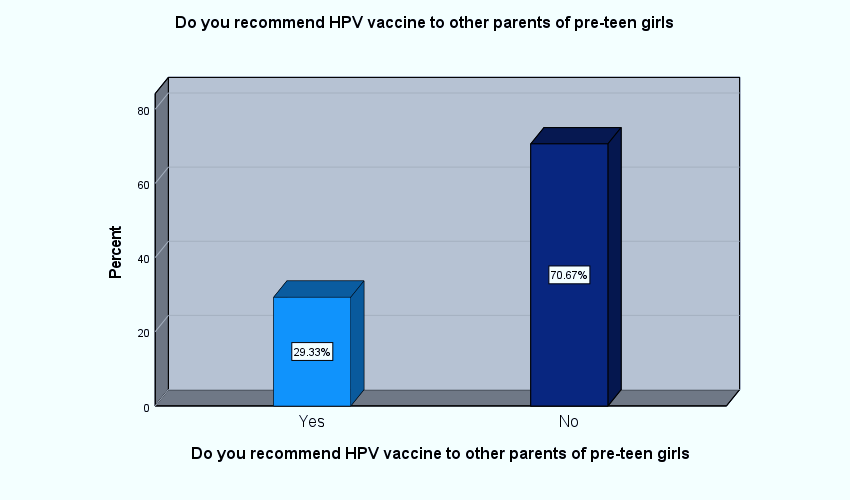 Do you recommend HPV vaccine to other parents of pre-teen girls
80
60
40
20
0
Percent
29.33%
70.67%
Yes
No
Do you recommend HPV vaccine to other parents of pre-teen girls